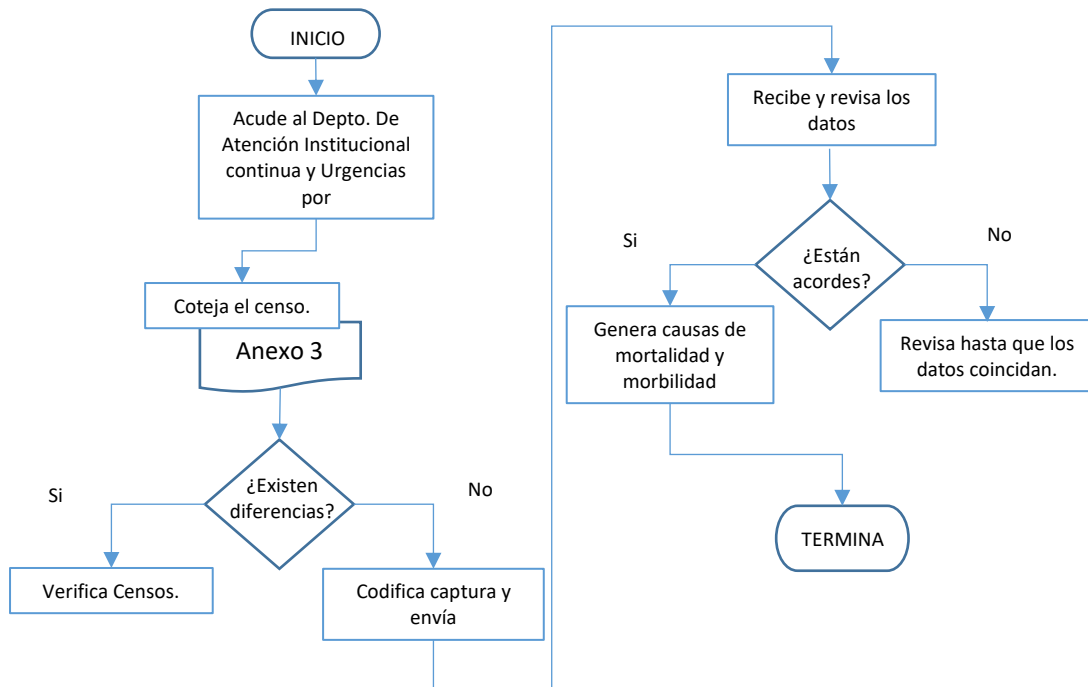 INICIO
Acude al Depto. De
Atención Institucional
continua y Urgencias
por
Coteja el censo.
Anexo 3
¿Existen
diferencias?
Si
No
Verifica Censos.
Codifica captura y
envía
Recibe y revisa los
datos
¿Están
acordes?
Si
No
Genera causas de
mortalidad y
morbilidad
Revisa hasta que los
datos coincidan.
TERMINA